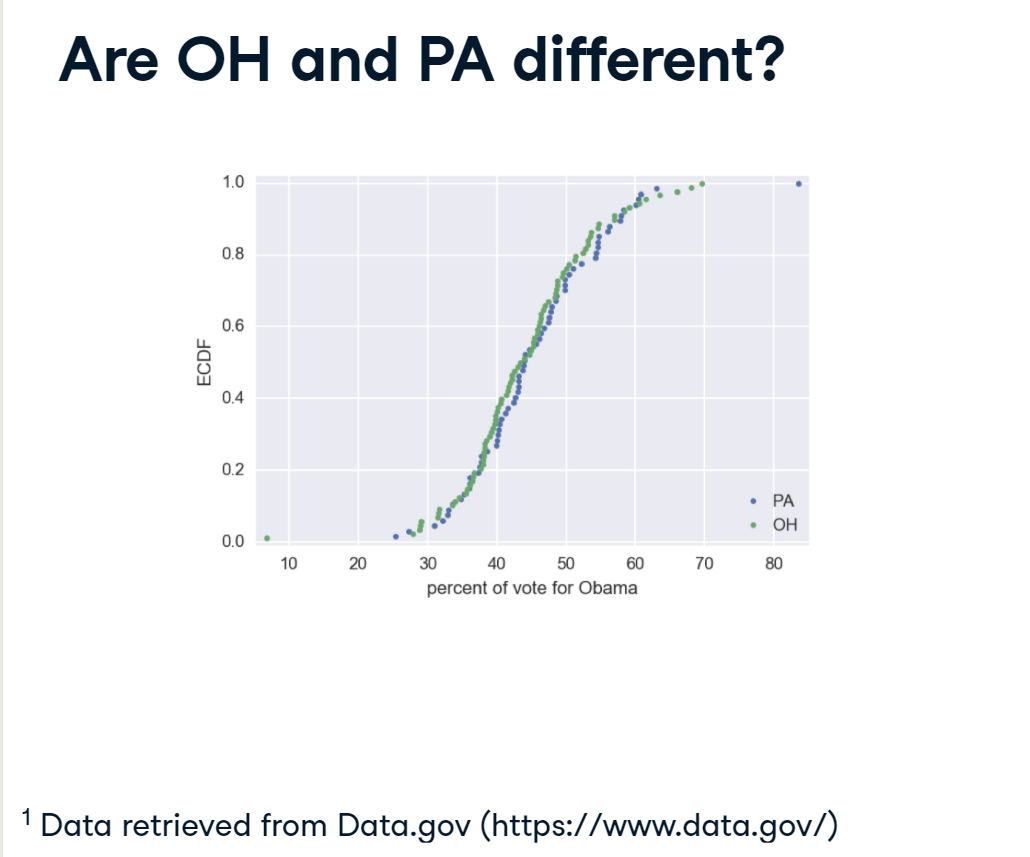 Are OH and PA different?
1.0
0.8
0.6
0.4
0.2
0.0
ECDF
PA
OH
10 20 30 40 50 60 70 80
percent of vote for Obama
1 Data retrieved from Data.gov (https://www.data.gov/)